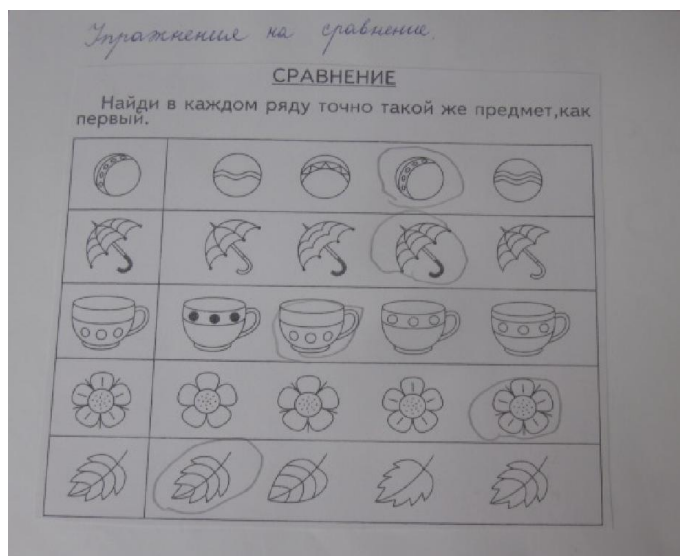 Упражнения на сравнение.
СРАВНЕНИЕ
Найди в каждом ряду точно такой же предмет,как
первый.